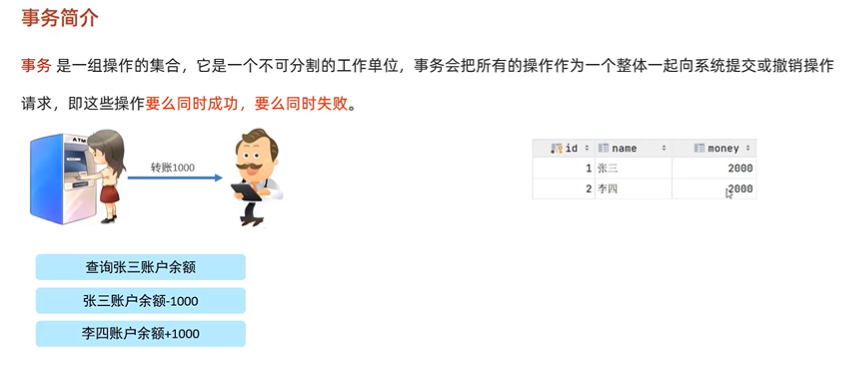 事务简介
事务 是一组操作的集合，它是一个不可分割的工作单位，事务会把所有的操作作为一个整体一起向系统提交或撤销操作
请求，即这些操作要么同时成功，要么同时失败。
ATM
转账1000
id name money
1 张三 2000
2 李四 2000
查询张三账户余额
张三账户余额-1000
李四账户余额+1000